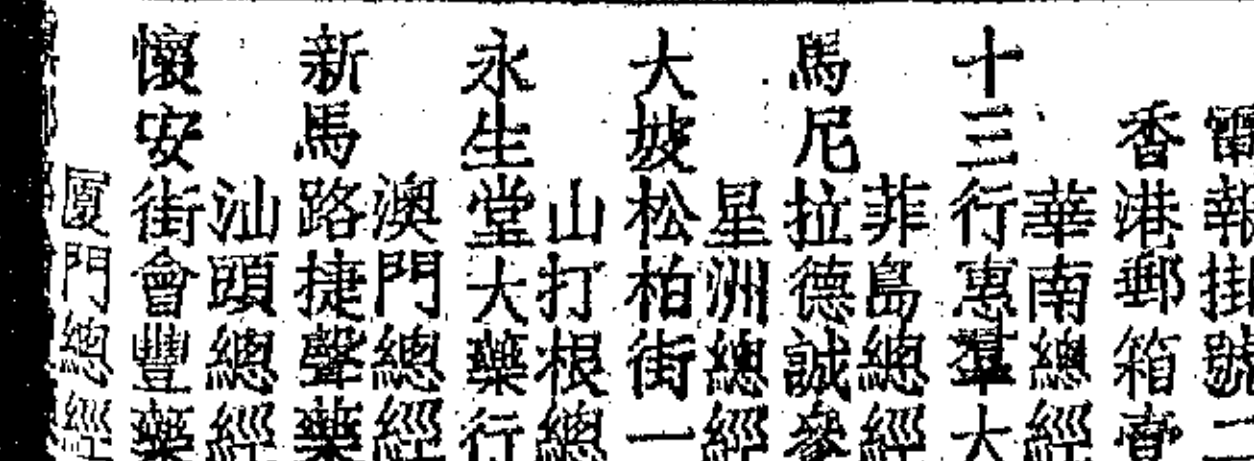 電報掛號二
香港郵箱壹
華南總經
十三行惠羣大
菲島總經
馬尼拉德誠參
星洲總經
大坡松柏街一
山打根總
永生堂大藥行
澳門總經
新馬路捷聲藥
汕頭總經
懷安街會豐藥
廈門總經